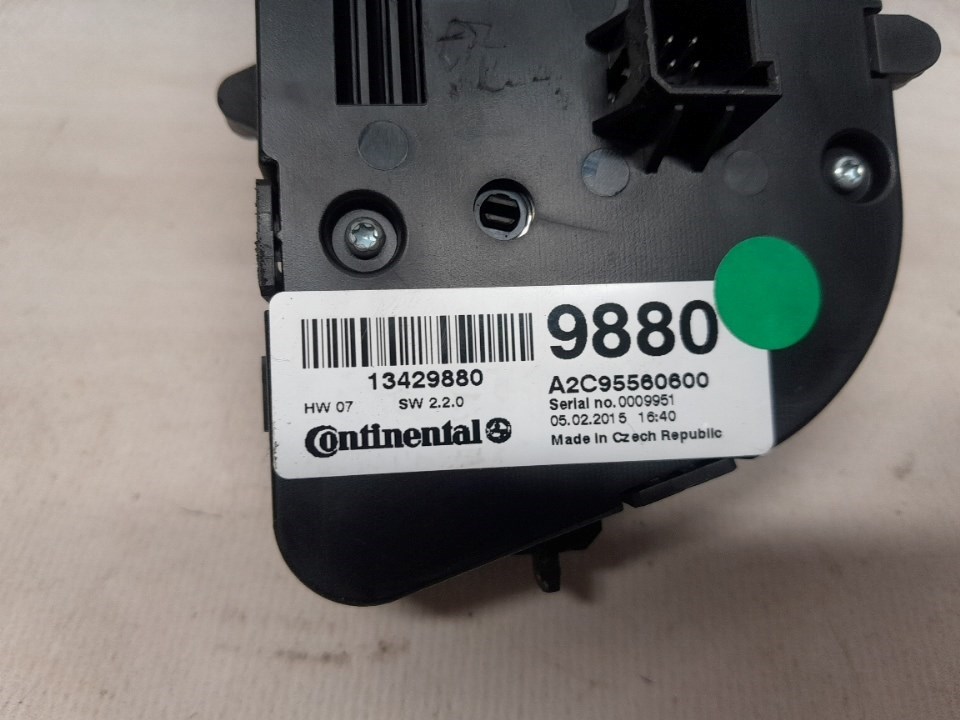 9880
13429880
A2C95560600
HW 07 SW 2.2.0
Serial no.0009951
05.02.2015 16:40
Continental
Made in Czech Republic